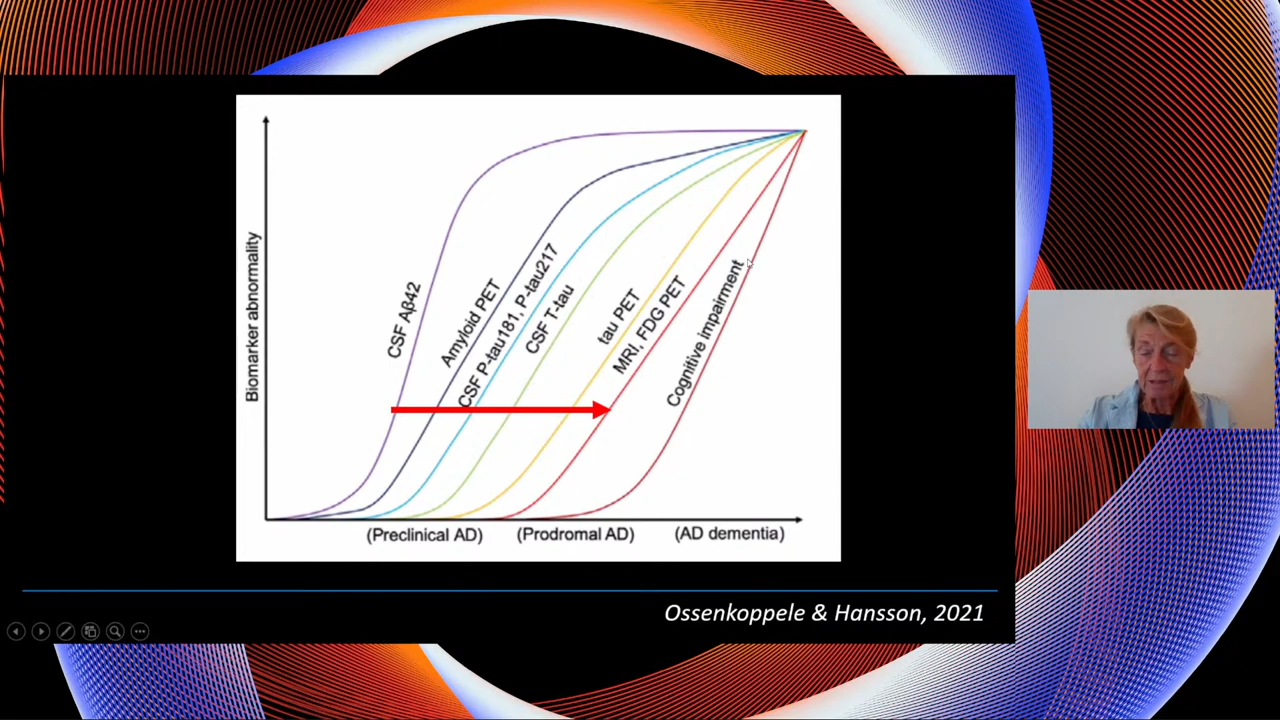 Biomarker abnormality
CSF Aβ42
Amyloid PET
CSF P-tau181, P-tau217
CSF T-tau
tau PET
MRI, FDG PET
Cognitive impairment
(Preclinical AD)
(Prodromal AD)
(AD dementia)
Ossenkoppele & Hansson, 2021